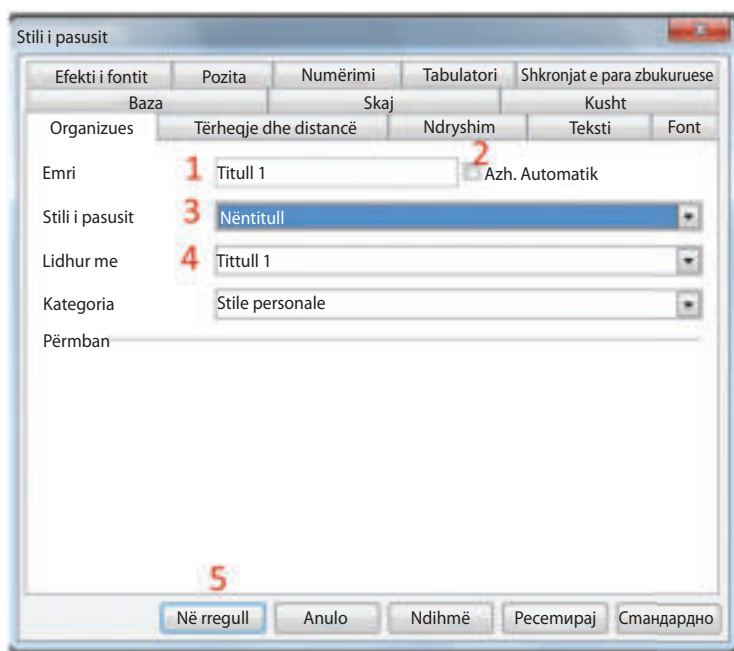 Stili i pasusit
Efekti i fontit Pozita Numërimi Tabulatori Shkronjat e para zbukuruese
Baza Skaj Kusht
Organizues Tërheqje dhe distancë Ndryshim Teksti Font
Emri 1 Titull 1 2 Azh. Automatik
Stili i pasusit 3 Nëntitull
Lidhur me 4 Tittull 1
Kategoria Stile personale
Përmban
5
Në rregull Anulo Ndihmë Ресетирај Стандардно